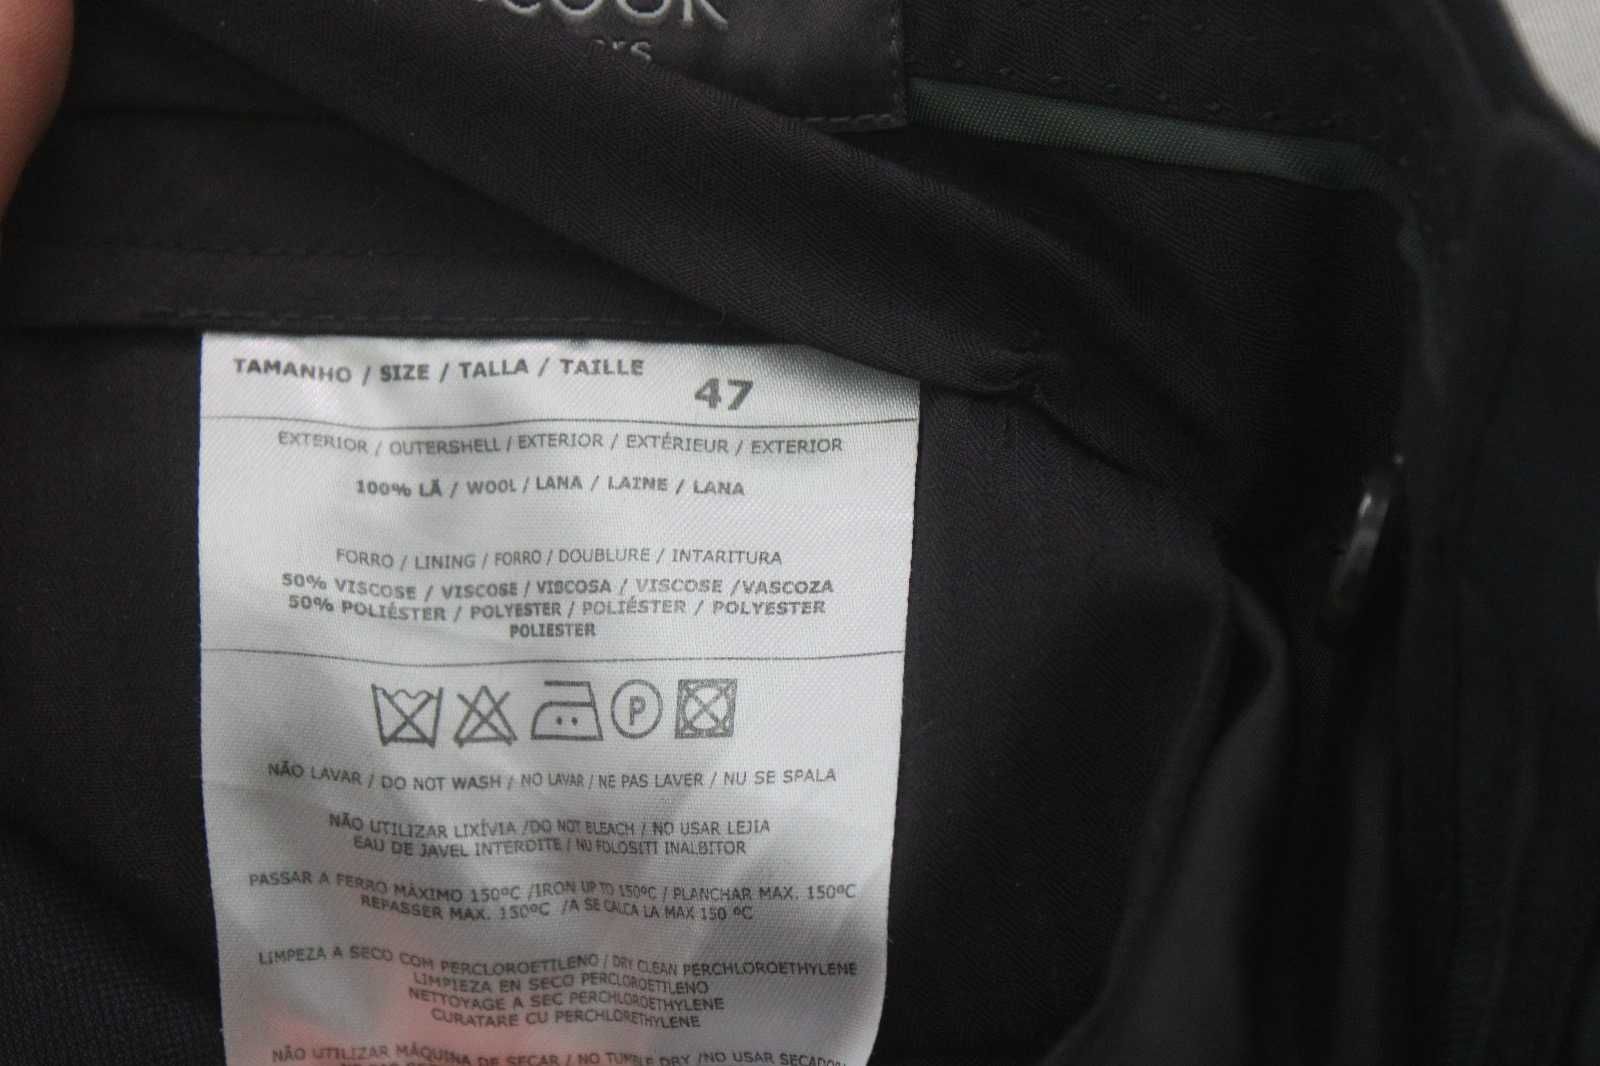 COOK
TAMANHO / SIZE / TALLA / TAILLE
47
EXTERIOR / OUTERSHELL / EXTERIOR / EXTÉRIEUR / EXTERIOR
100% LÃ / WOOL / LANA / LAINE / LANA
FORRO / LINING / FORRO / DOUBLURE / INTARITURA
50% VISCOSE / VISCOSE / VISCOSA / VISCOSE /VASCOZA
50% POLIÉSTER / POLYESTER / POLIÉSTER / POLYESTER
POLIESTER
P
NÃO LAVAR / DO NOT WASH / NO LAVAR / NE PAS LAVER / NU SE SPALA
NÃO UTILIZAR LIXÍVIA /DO NOT BLEACH / NO USAR LEJIA
EAU DE JAVEL INTERDITE / NU FOLOSITI INALBITOR
PASSAR A FERRO MÁXIMO 150ºC /IRON UP TO 150ºC / PLANCHAR MAX. 150ºC
REPASSER MAX. 150ºC /A SE CALCA LA MAX 150 ºC
LIMPEZA A SECO COM PERCLOROETILENO / DRY CLEAN PERCHLOROETHYLENE
LIMPIEZA EN SECO PERCLOROETILENO
NETTOYAGE A SEC PERCHLOROETHYLENE
CURATARE CU PERCHLORETHYLENE
NÃO UTILIZAR MÁQUINA DE SECAR / NO TUMBLE DRY /NO USAR